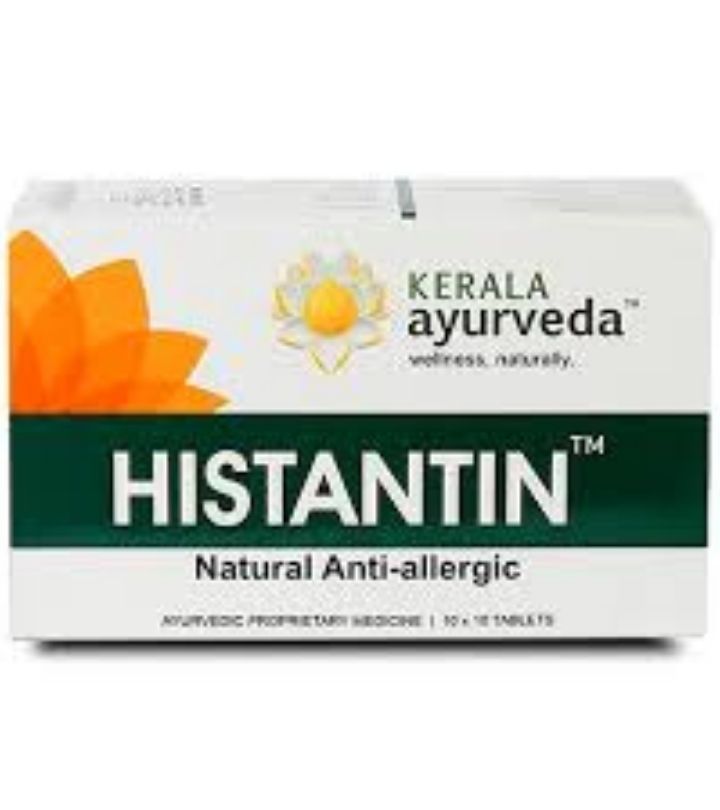 KERALA
ayurveda™
wellness, naturally.
HISTANTIN™
Natural Anti-allergic
AYURVEDIC PROPRIETARY MEDICINE | 10 x 10 TABLETS